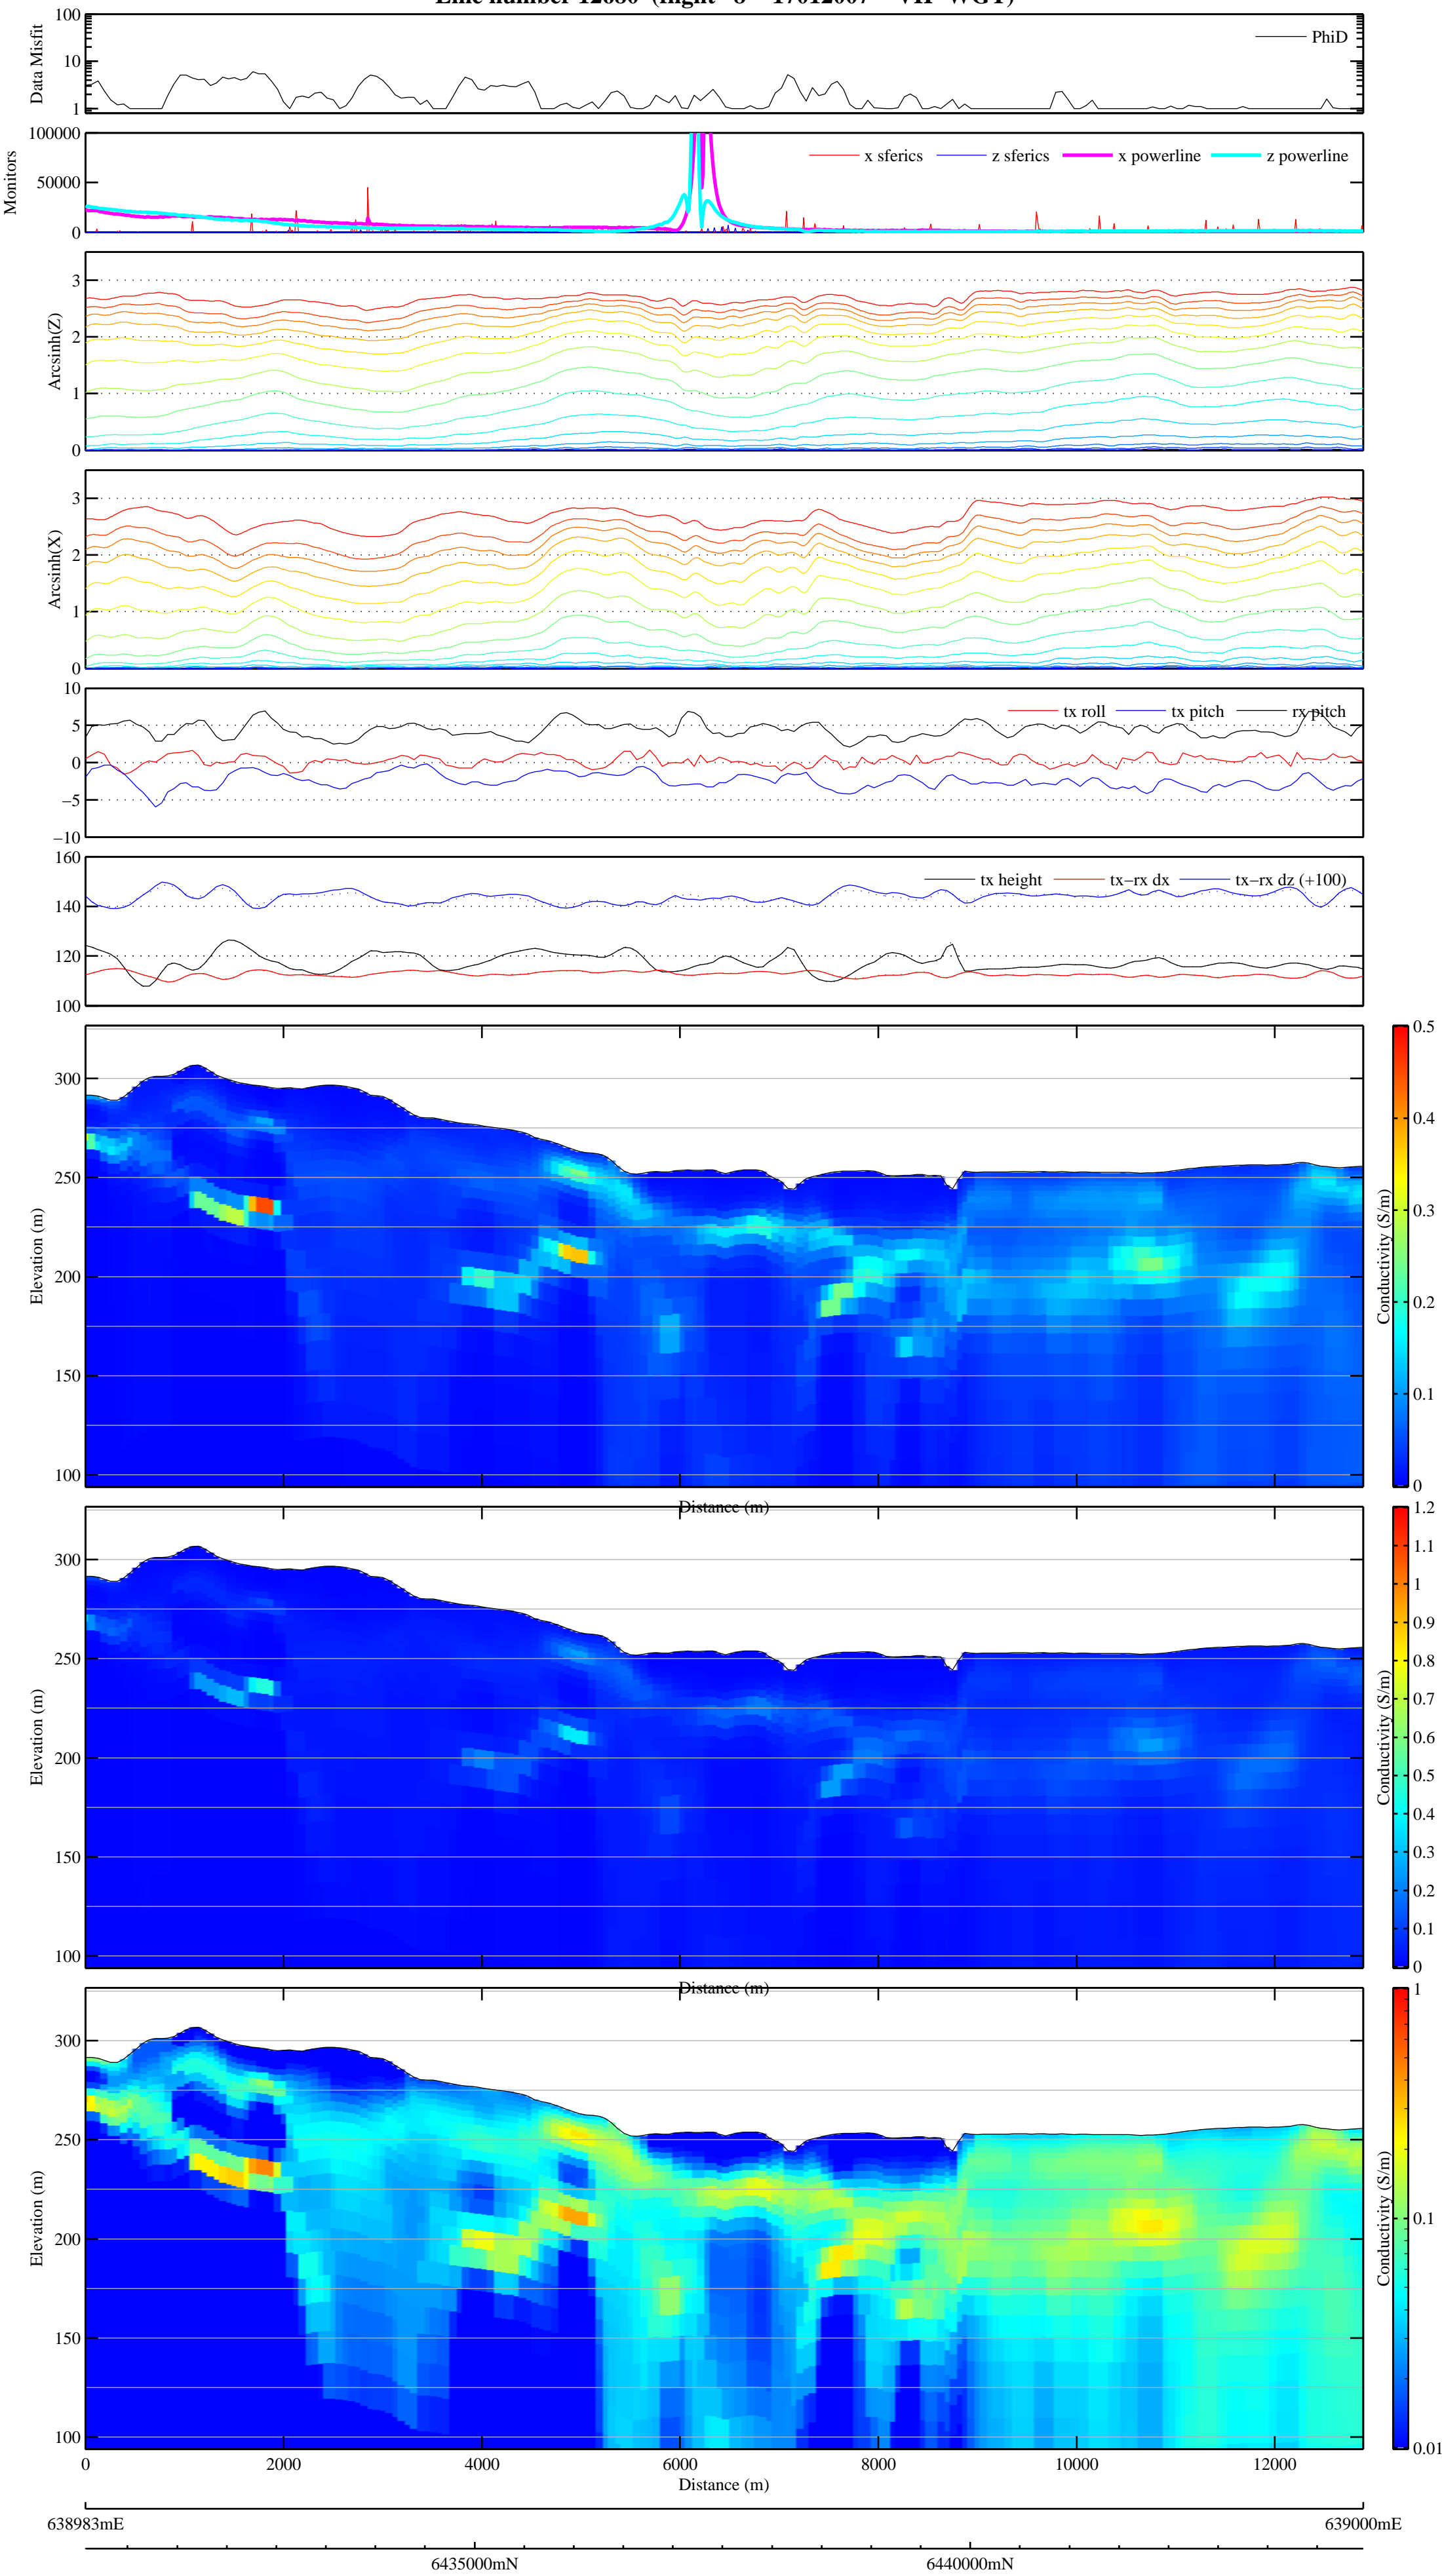 100
10
1
Data Misfit
PhiD
100000
50000
0
Monitors
x sferics
z sferics
x powerline
z powerline
3
2
1
0
Arcsinh(Z)
3
2
1
0
Arcsinh(X)
10
5
0
−5
−10
tx roll
tx pitch
rx pitch
160
140
120
100
tx height
tx−rx dx
tx−rx dz (+100)
300
250
200
150
100
Elevation (m)
Distance (m)
0.5
0.4
0.3
0.2
0.1
0
Conductivity (S/m)
300
250
200
150
100
Elevation (m)
Distance (m)
1.2
1.1
1
0.9
0.8
0.7
0.6
0.5
0.4
0.3
0.2
0.1
0
Conductivity (S/m)
300
250
200
150
100
Elevation (m)
1
0.1
0.01
Conductivity (S/m)
0 2000 4000 6000 8000 10000 12000
Distance (m)
638983mE 639000mE
6435000mN 6440000mN